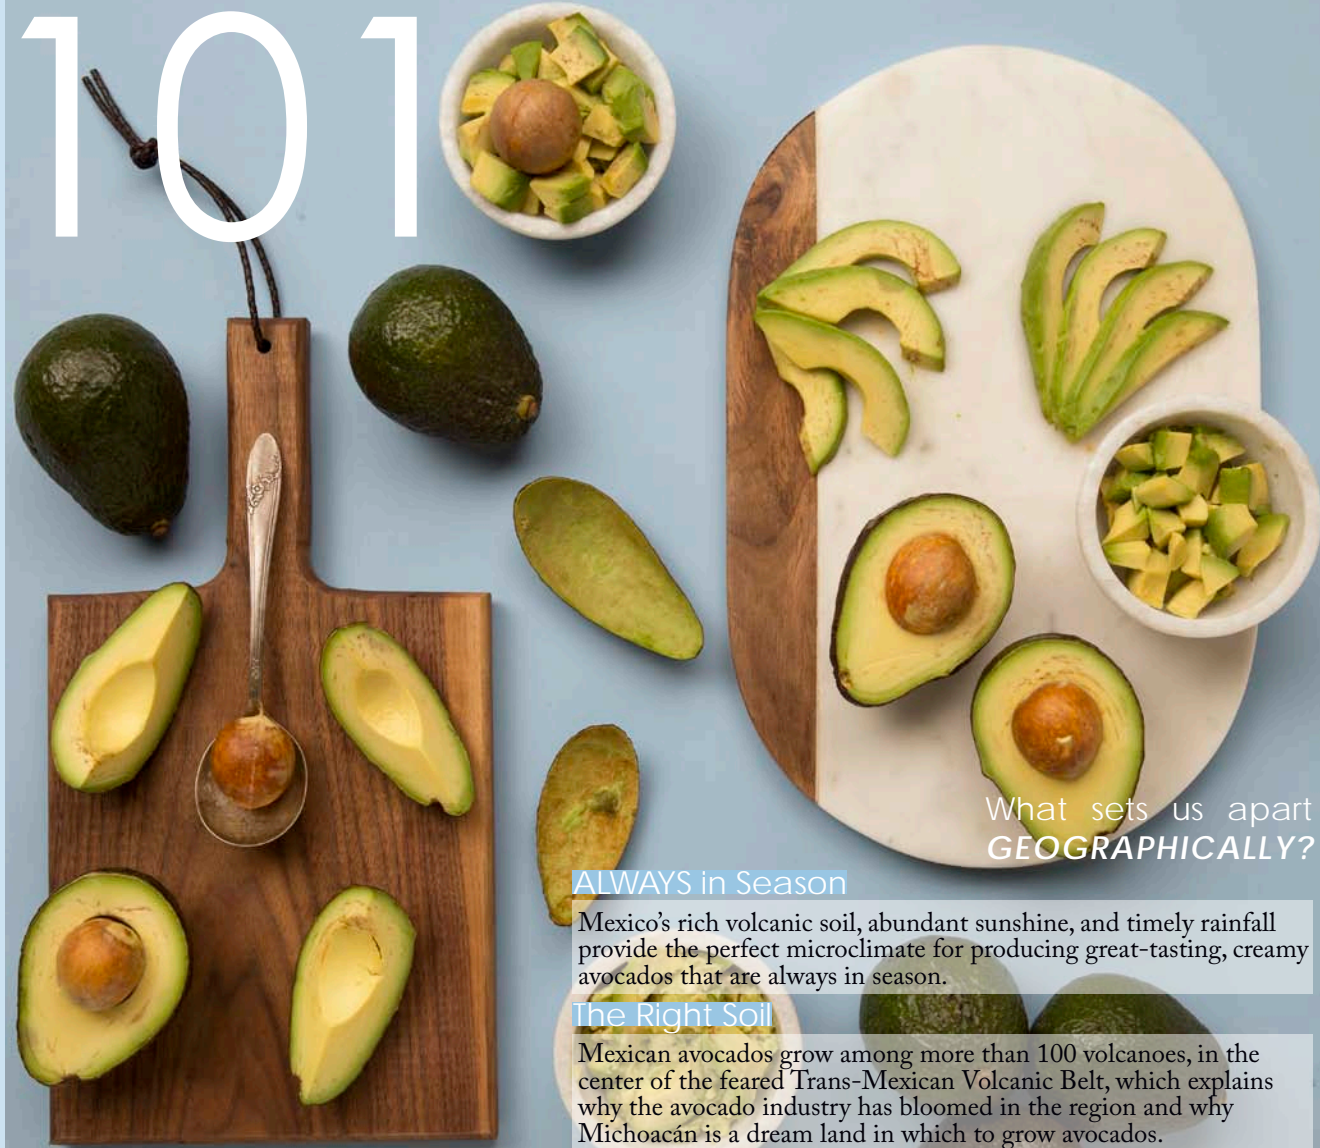 101
What sets us apart
GEOGRAPHICALLY?
ALWAYS in Season
Mexico’s rich volcanic soil, abundant sunshine, and timely rainfall
provide the perfect microclimate for producing great-tasting, creamy
avocados that are always in season.
The Right Soil
Mexican avocados grow among more than 100 volcanoes, in the
center of the feared Trans-Mexican Volcanic Belt, which explains
why the avocado industry has bloomed in the region and why
Michoacán is a dream land in which to grow avocados.